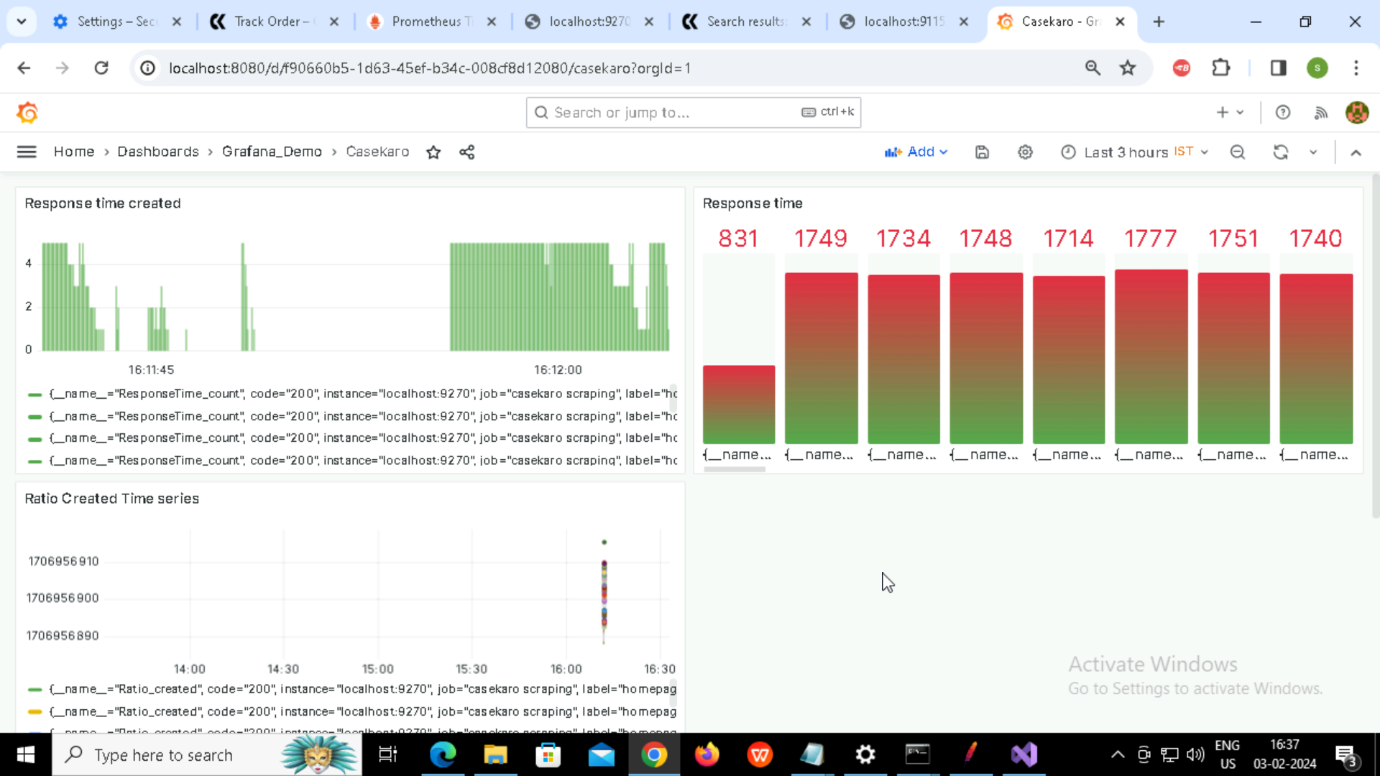 Settings – Sec
Track Order –
Prometheus Ti
localhost:9270
Search results:
localhost:9115
Casekaro - Gr
localhost:8080/d/f90660b5-1d63-45ef-b34c-008cf8d12080/casekaro?orgId=1
S
Search or jump to...
ctrl+k
Home
Dashboards
Grafana_Demo
CaseKaro
Add
Last 3 hours IST
Response time created
4
2
0
16:11:45
16:12:00
{__name__="ResponseTime_count", code="200", instance="localhost:9270", job="casekaro scraping", label="ho
{__name__="ResponseTime_count", code="200", instance="localhost:9270", job="casekaro scraping", label="ho
{__name__="ResponseTime_count", code="200", instance="localhost:9270", job="casekaro scraping", label="ho
{__name__="ResponseTime_count", code="200", instance="localhost:9270", job="casekaro scraping", label="ho
Response time
831 1749 1734 1748 1714 1777 1751 1740
{__name... {__name... {__name... {__name... {__name... {__name... {__name... {__name...
Ratio Created Time series
1706956910
1706956900
1706956890
14:00 14:30 15:00 15:30 16:00 16:30
{__name__="Ratio_created", code="200", instance="localhost:9270", job="casekaro scraping", label="homepag
{__name__="Ratio_created", code="200", instance="localhost:9270", job="casekaro scraping", label="homepag
Activate Windows
Go to Settings to activate Windows.
Type here to search
ENG
US
16:37
03-02-2024
3